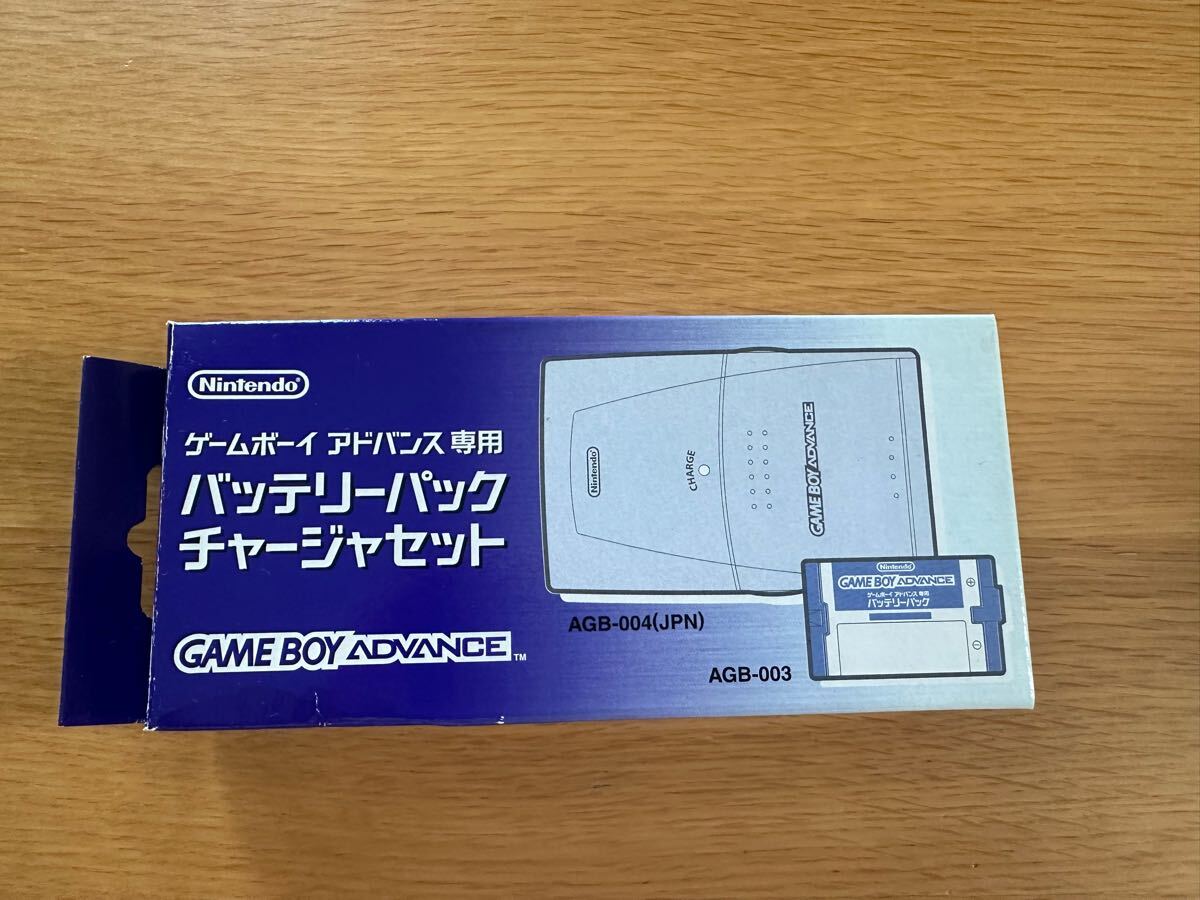 Nintendo®
ゲームボーイ アドバンス 専用
バッテリーパック
チャージャセット
GAME BOY ADVANCE™
Nintendo
CHARGE
GAME BOY ADVANCE
AGB-004(JPN)
Nintendo
GAME BOY ADVANCE
ゲームボーイ アドバンス 専用
バッテリーパック
AGB-003